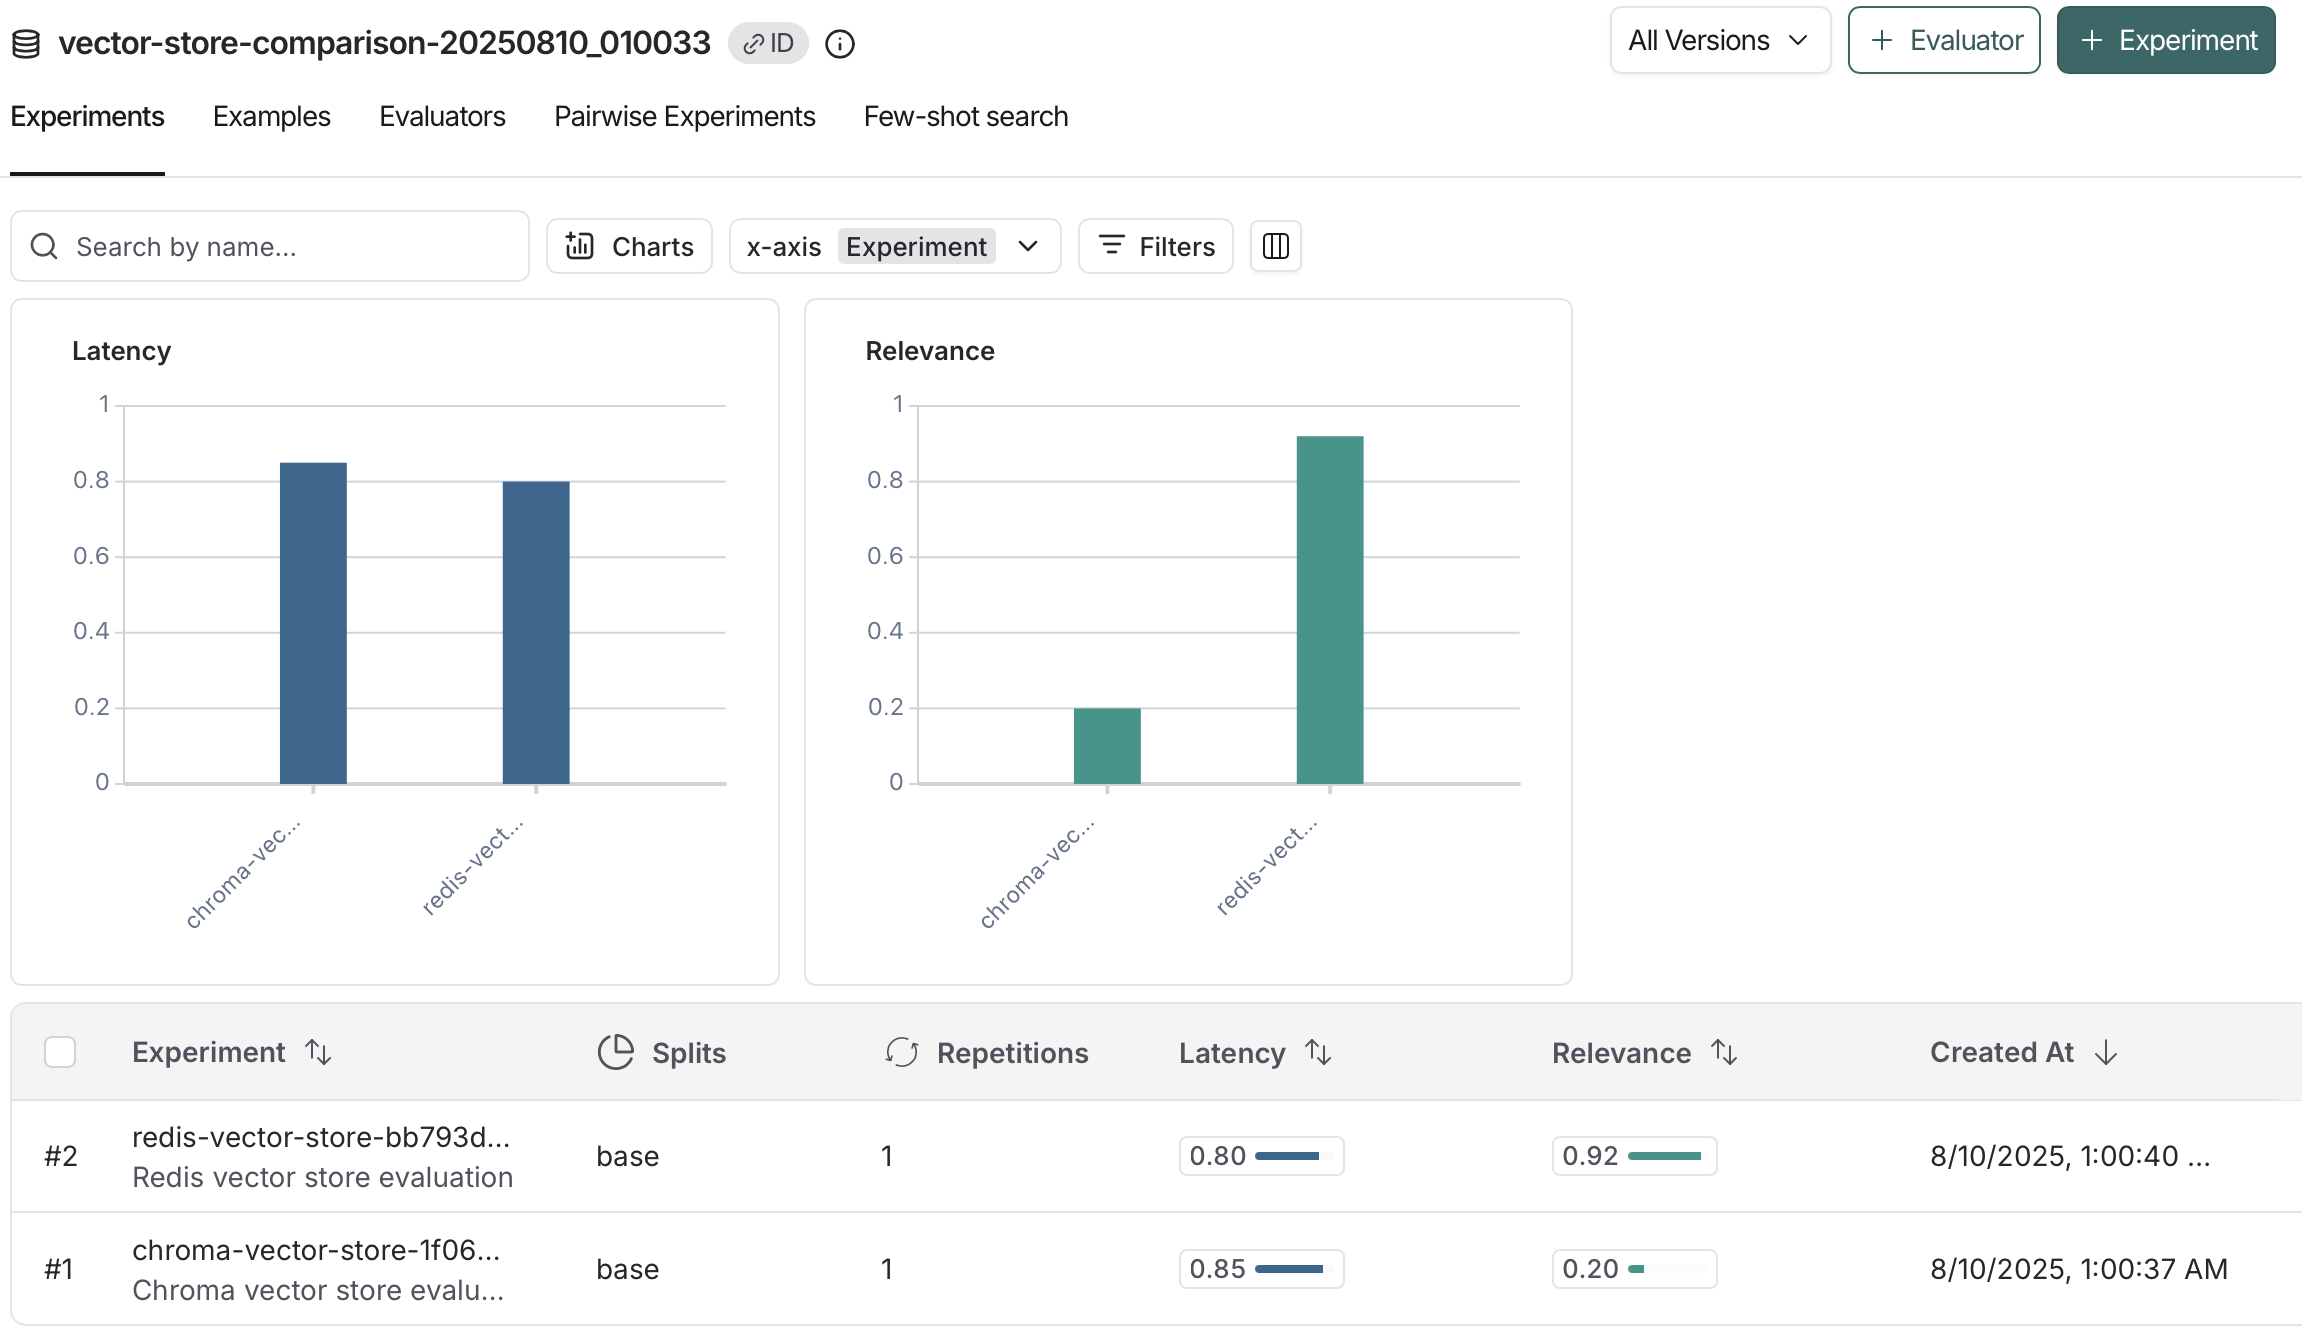 vector-store-comparison-20250810_010033 ID
All Versions
+ Evaluator
+ Experiment
Experiments Examples Evaluators Pairwise Experiments Few-shot search
Search by name...
Charts
x-axis Experiment
Filters
Latency
1
0.8
0.6
0.4
0.2
0
chroma-vec...
redis-vect...
Relevance
1
0.8
0.6
0.4
0.2
0
chroma-vec...
redis-vect...
Experiment Splits Repetitions Latency Relevance Created At
#2 redis-vector-store-bb793d... base 1 0.80 0.92 8/10/2025, 1:00:40 ...
Redis vector store evaluation
#1 chroma-vector-store-1f06... base 1 0.85 0.20 8/10/2025, 1:00:37 AM
Chroma vector store evalu...